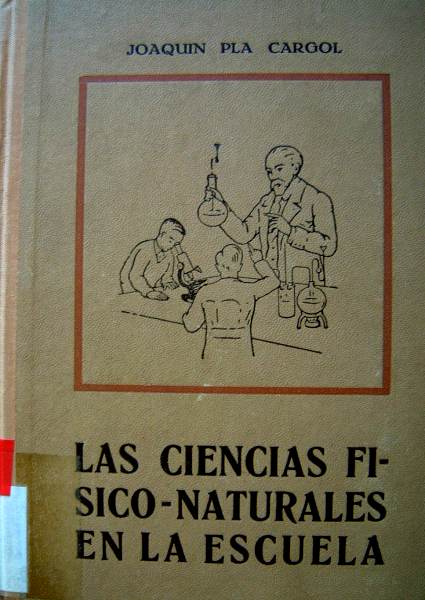 JOAQUIN PLA CARGOL
LAS CIENCIAS FI-
SICO-NATURALES
EN LA ESCUELA